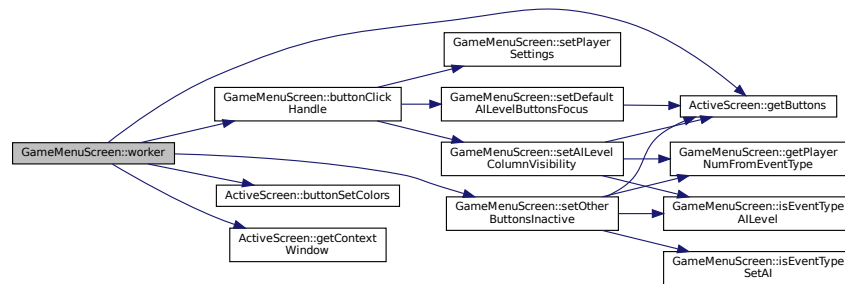 GameMenuScreen::worker
GameMenuScreen::buttonClick
Handle
ActiveScreen::buttonSetColors
ActiveScreen::getContext
Window
GameMenuScreen::setPlayer
Settings
GameMenuScreen::setDefault
AILevelButtonsFocus
GameMenuScreen::setAILevel
ColumnVisibility
GameMenuScreen::setOther
ButtonsInactive
ActiveScreen::getButtons
GameMenuScreen::getPlayer
NumFromEventType
GameMenuScreen::isEventType
AILevel
GameMenuScreen::isEventType
SetAI